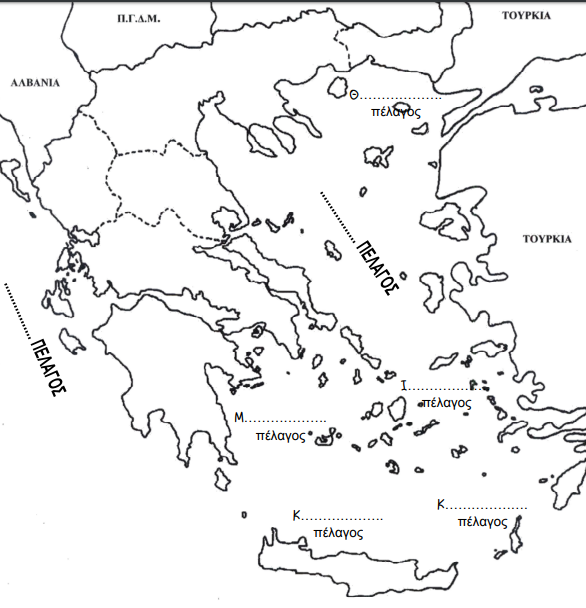 Π.Γ.Δ.Μ.
ΤΟΥΡΚΙΑ
ΑΛΒΑΝΙΑ
Θ..................
πέλαγος
........... ΠΕΛΑΓΟΣ
ΤΟΥΡΚΙΑ
........... ΠΕΛΑΓΟΣ
Ι..................
πέλαγος
Μ..................
πέλαγος
Κ..................
πέλαγος
Κ..................
πέλαγος